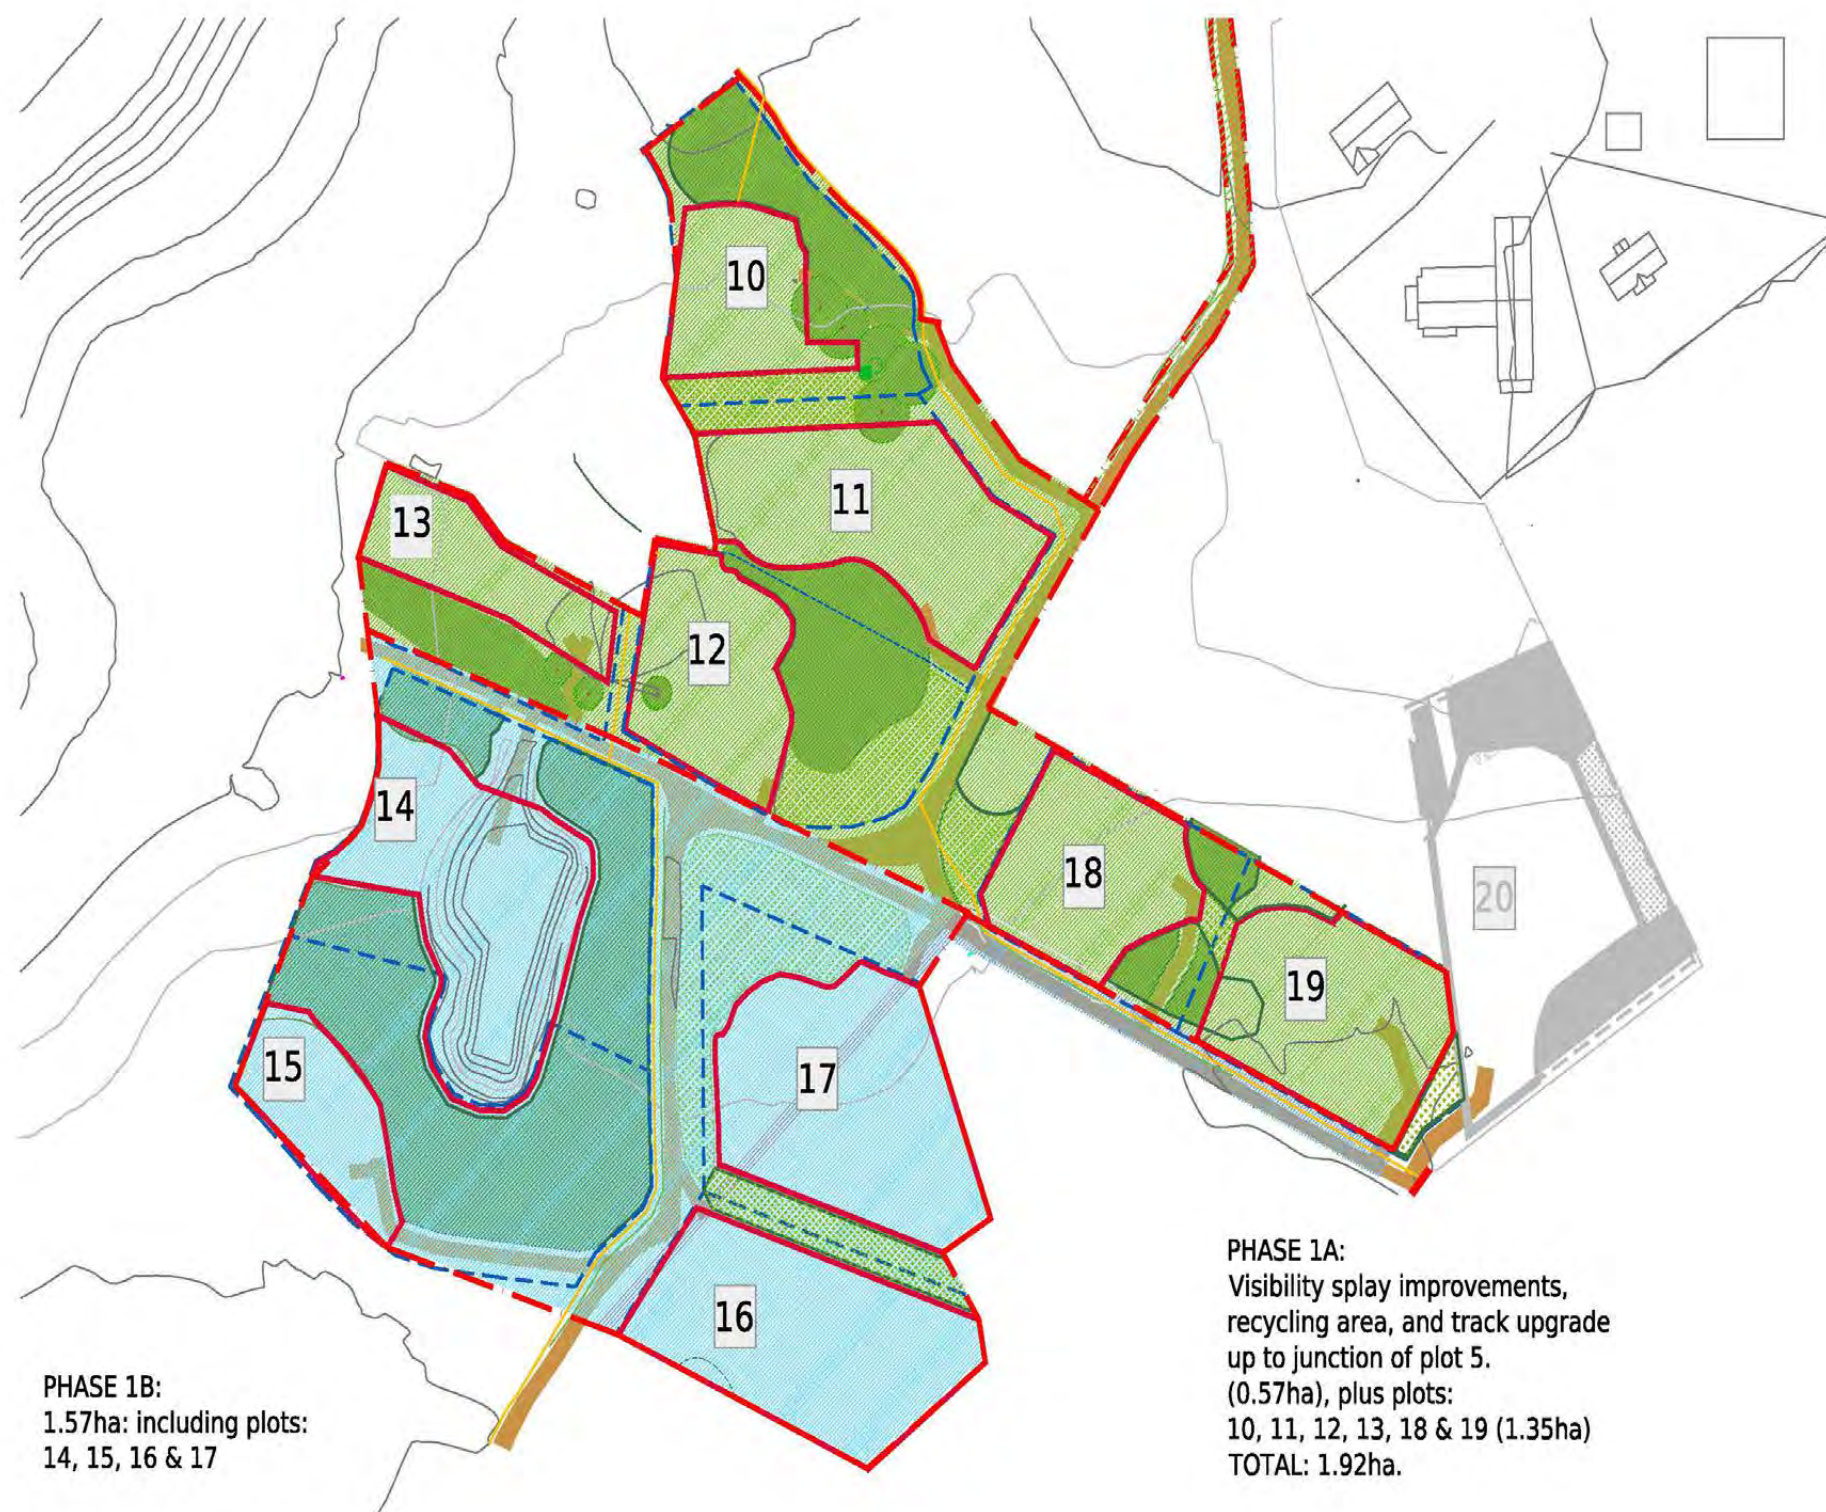 10
11
13
12
14
18
20
19
15
17
16
PHASE 1A:
Visibility splay improvements,
recycling area, and track upgrade
up to junction of plot 5.
(0.57ha), plus plots:
10, 11, 12, 13, 18 & 19 (1.35ha)
TOTAL: 1.92ha.
PHASE 1B:
1.57ha: including plots:
14, 15, 16 & 17